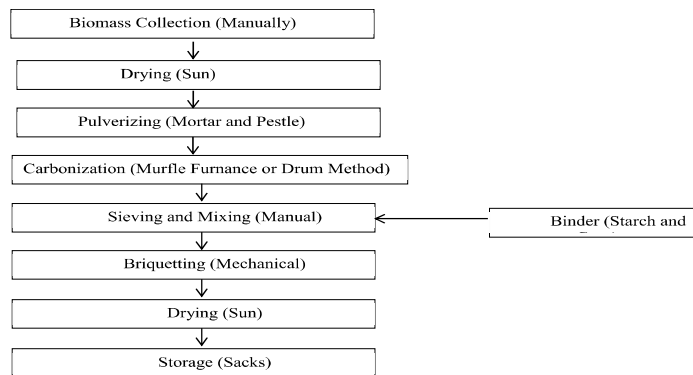 Biomass Collection (Manually)
Drying (Sun)
Pulverizing (Mortar and Pestle)
Carbonization (Murfle Furnance or Drum Method)
Sieving and Mixing (Manual)
Binder (Starch and
Briquetting (Mechanical)
Drying (Sun)
Storage (Sacks)